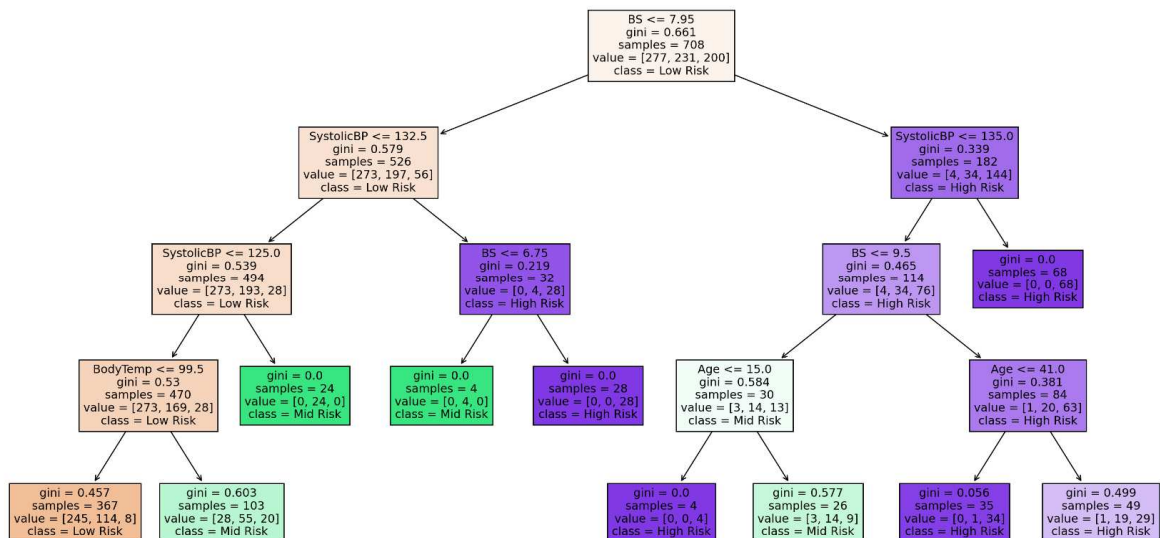 BS <= 7.95
gini = 0.661
samples = 708
value = [277, 231, 200]
class = Low Risk
SystolicBP <= 132.5
gini = 0.579
samples = 526
value = [273, 197, 56]
class = Low Risk
SystolicBP <= 135.0
gini = 0.339
samples = 182
value = [4, 34, 144]
class = High Risk
SystolicBP <= 125.0
gini = 0.539
samples = 494
value = [273, 193, 28]
class = Low Risk
BS <= 6.75
gini = 0.219
samples = 32
value = [0, 4, 28]
class = High Risk
BS <= 9.5
gini = 0.465
samples = 114
value = [4, 34, 76]
class = High Risk
gini = 0.0
samples = 68
value = [0, 0, 68]
class = High Risk
BodyTemp <= 99.5
gini = 0.53
samples = 470
value = [273, 169, 28]
class = Low Risk
gini = 0.0
samples = 24
value = [0, 24, 0]
class = Mid Risk
gini = 0.0
samples = 4
value = [0, 4, 0]
class = Mid Risk
gini = 0.0
samples = 28
value = [0, 0, 28]
class = High Risk
Age <= 15.0
gini = 0.584
samples = 30
value = [3, 14, 13]
class = Mid Risk
Age <= 41.0
gini = 0.381
samples = 84
value = [1, 20, 63]
class = High Risk
gini = 0.457
samples = 367
value = [245, 114, 8]
class = Low Risk
gini = 0.603
samples = 103
value = [28, 55, 20]
class = Mid Risk
gini = 0.0
samples = 4
value = [0, 0, 4]
class = High Risk
gini = 0.577
samples = 26
value = [3, 14, 9]
class = Mid Risk
gini = 0.056
samples = 35
value = [0, 1, 34]
class = High Risk
gini = 0.499
samples = 49
value = [1, 19, 29]
class = High Risk